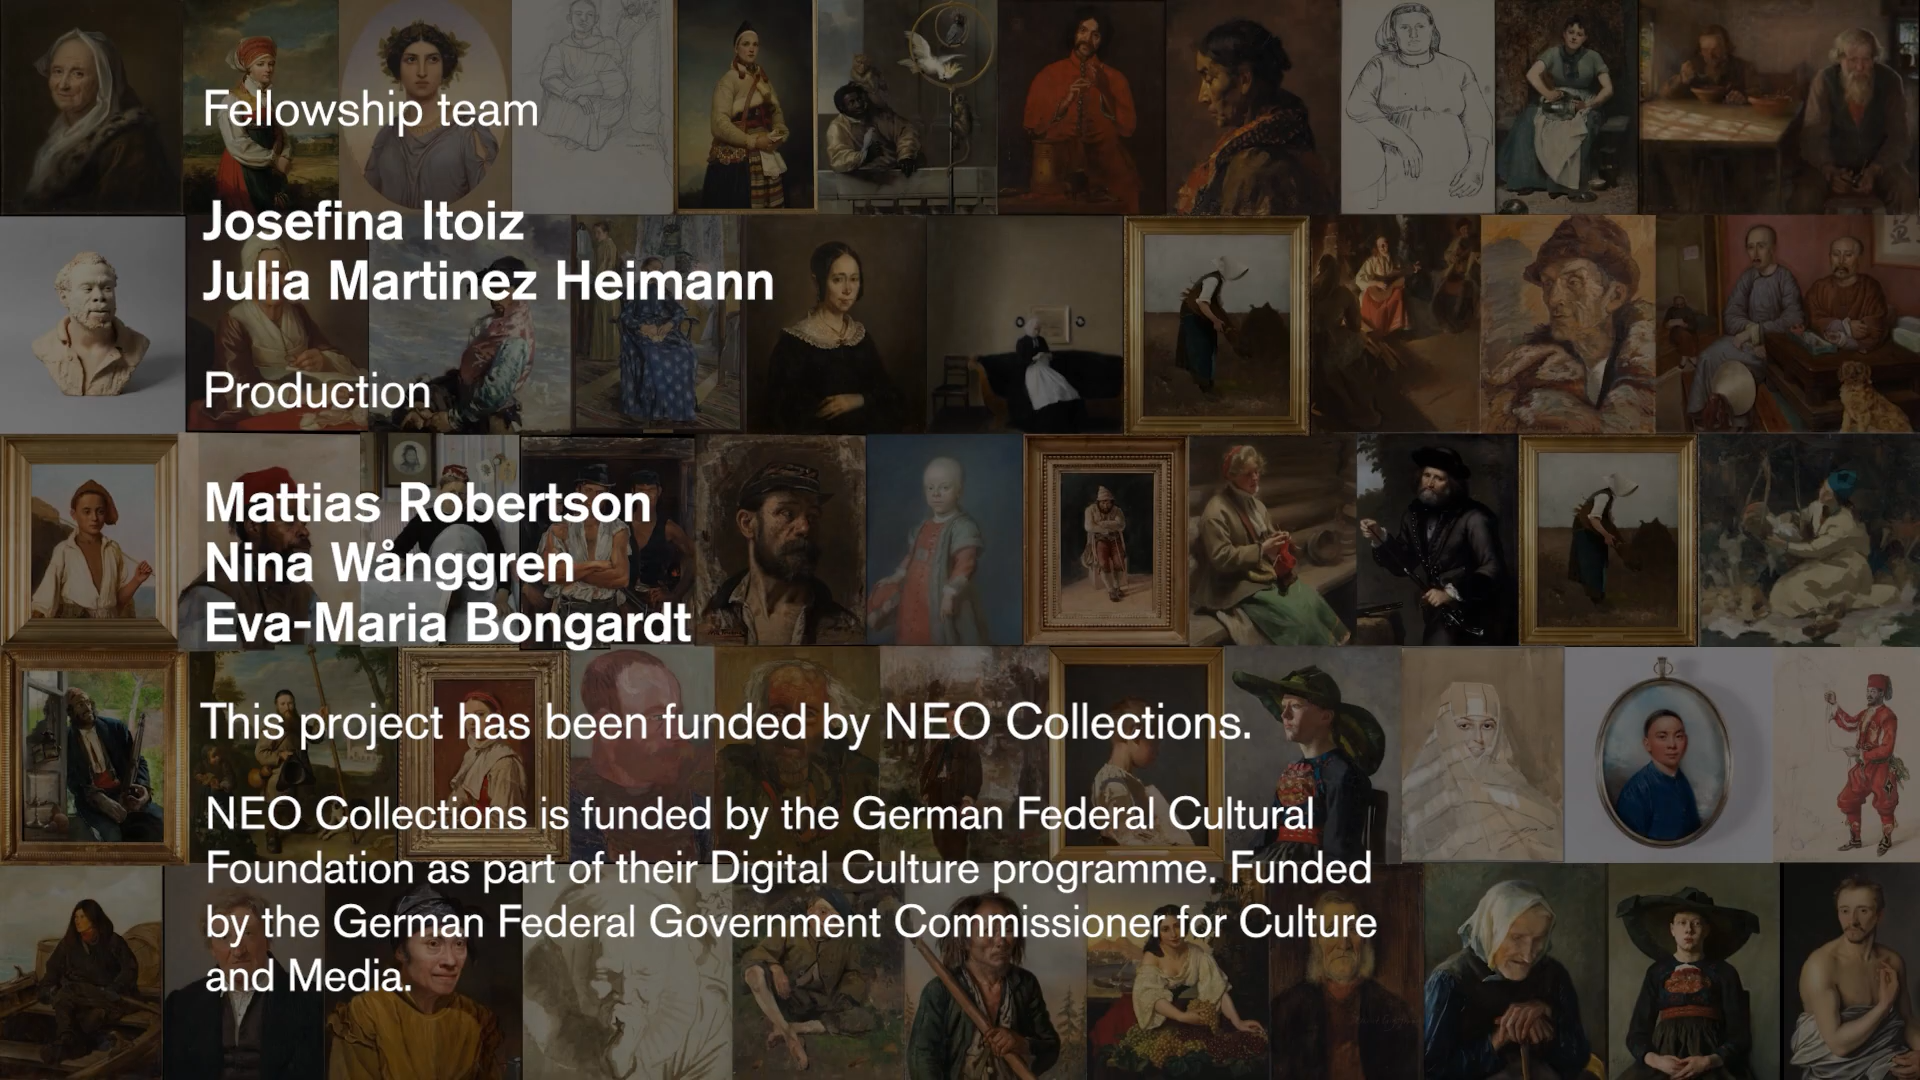 Fellowship team
Josefina Itoiz
Julia Martinez Heimann
Production
Mattias Robertson
Nina Wånggren
Eva-Maria Bongardt
This project has been funded by NEO Collections.
NEO Collections is funded by the German Federal Cultural
Foundation as part of their Digital Culture programme. Funded
by the German Federal Government Commissioner for Culture
and Media.